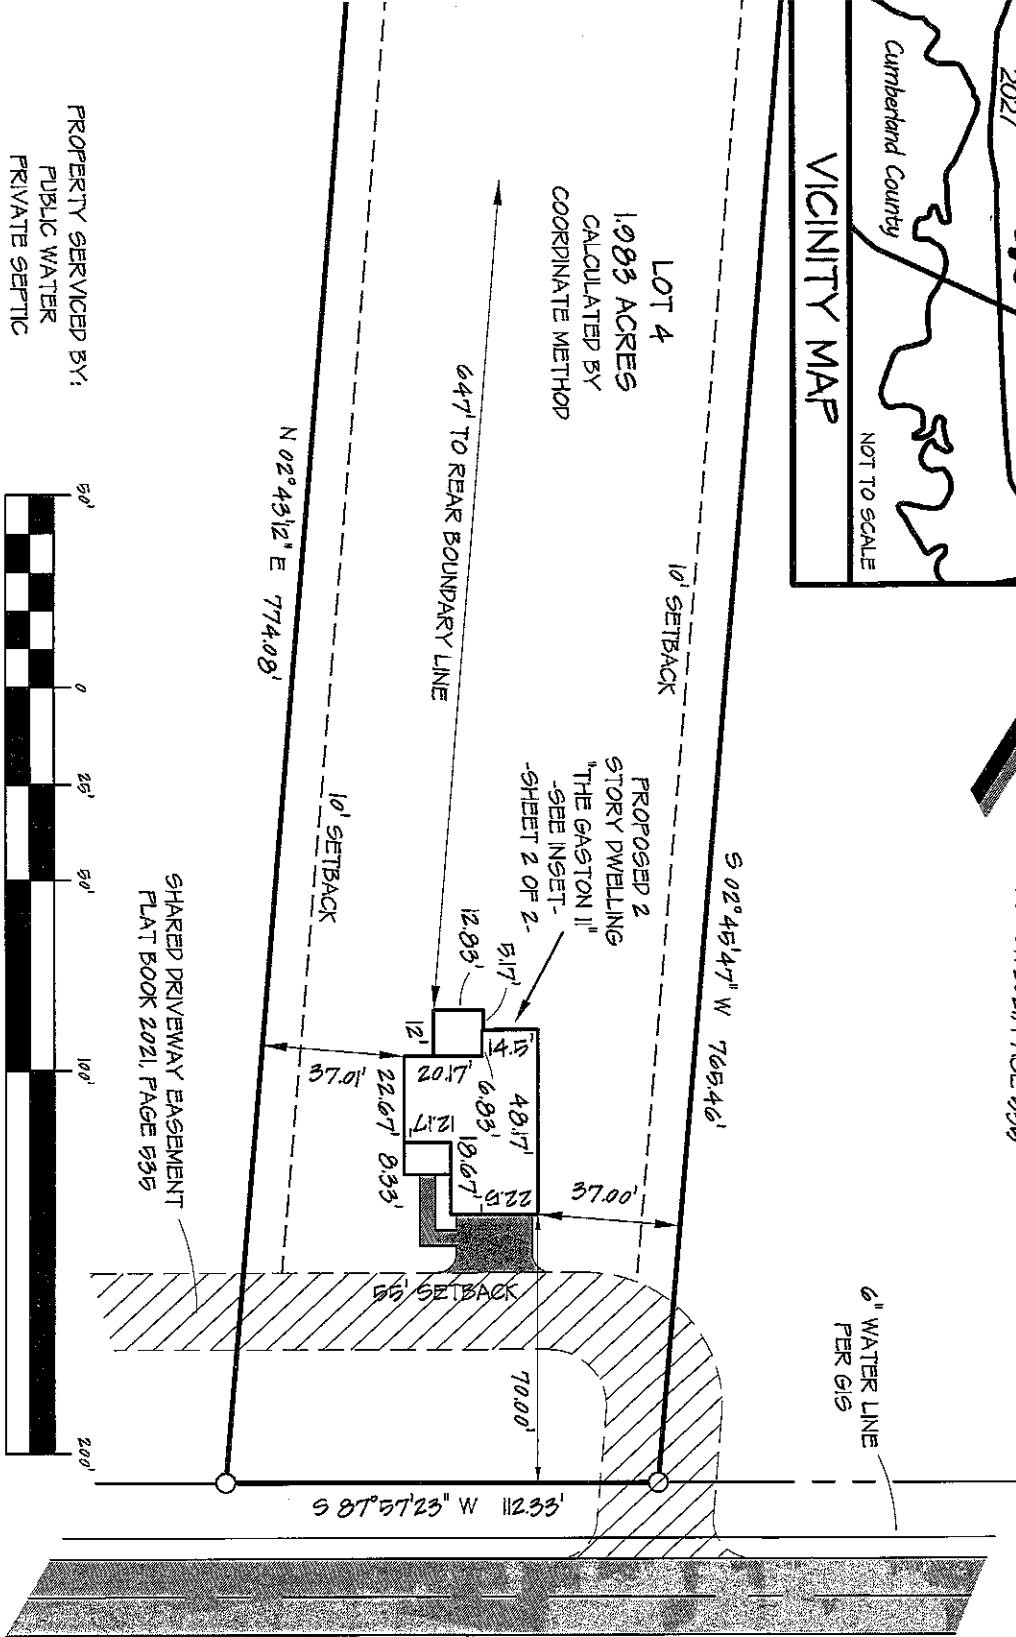 2027
Cumberland County
NOT TO SCALE
VICINITY MAP
LOT 4
1.983 ACRES
CALCULATED BY
COORDINATE METHOD
647' TO REAR BOUNDARY LINE
10' SETBACK
S 02°45'47" W 765.46'
PROPOSED 2
STORY DWELLING
"THE GASTON II"
-SEE INSET-
-SHEET 2 OF 2-
5.17'
12.83'
12'
14.5'
20.17'
6.83'
48.17'
22.67'
12.17'
18.67'
22.5
8.33'
37.01'
37.00'
N 02°43'12" E 774.08'
10' SETBACK
55' SETBACK
70.00'
6" WATER LINE
PER GIS
S 87°57'23" W 112.33'
SHARED DRIVEWAY EASEMENT
PLAT BOOK 2021, PAGE 535
PROPERTY SERVICED BY:
PUBLIC WATER
PRIVATE SEPTIC
50' 0 25' 50' 100' 200'